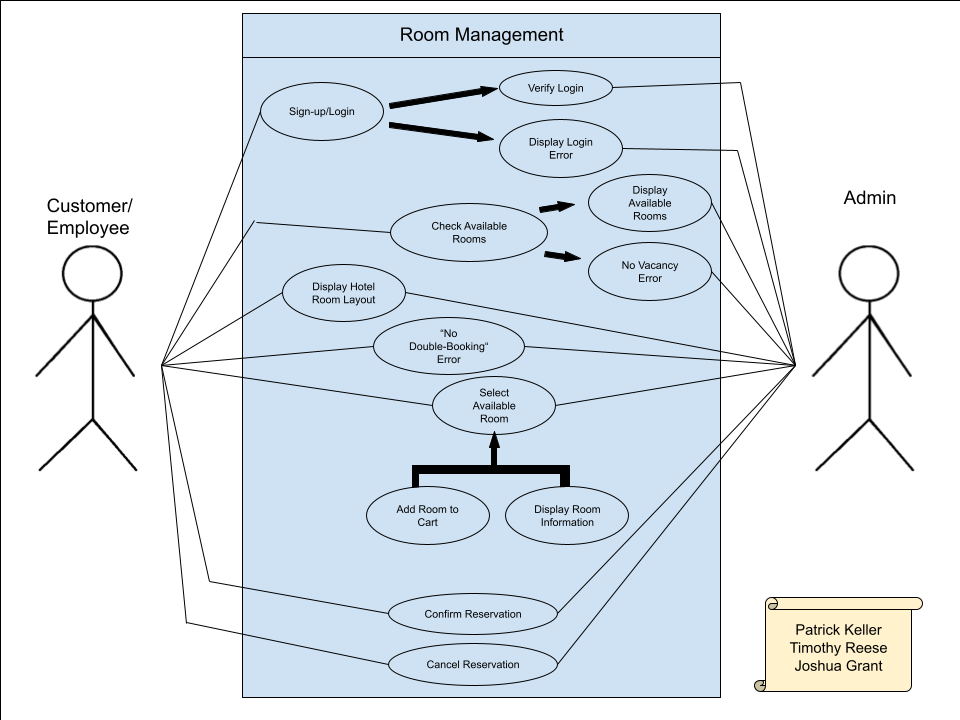 Room Management
Sign-up/Login
Verify Login
Display Login
Error
Customer/
Employee
Admin
Display
Available
Rooms
Check Available
Rooms
No Vacancy
Error
Display Hotel
Room Layout
“No
Double-Booking“
Error
Select
Available
Room
Add Room to
Cart
Display Room
Information
Confirm Reservation
Cancel Reservation
Patrick Keller
Timothy Reese
Joshua Grant